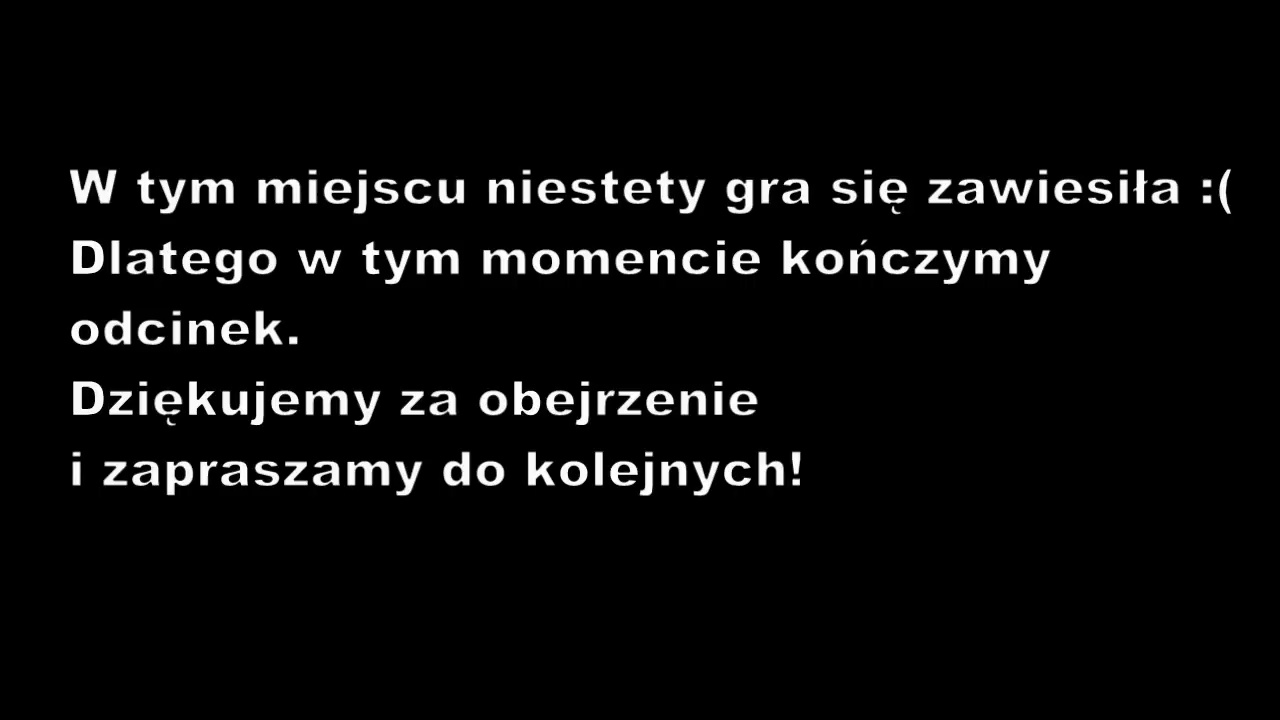 W tym miejscu niestety gra się zawiesiła :(
Dlatego w tym momencie kończymy
odcinek.
Dziękujemy za obejrzenie
i zapraszamy do kolejnych!